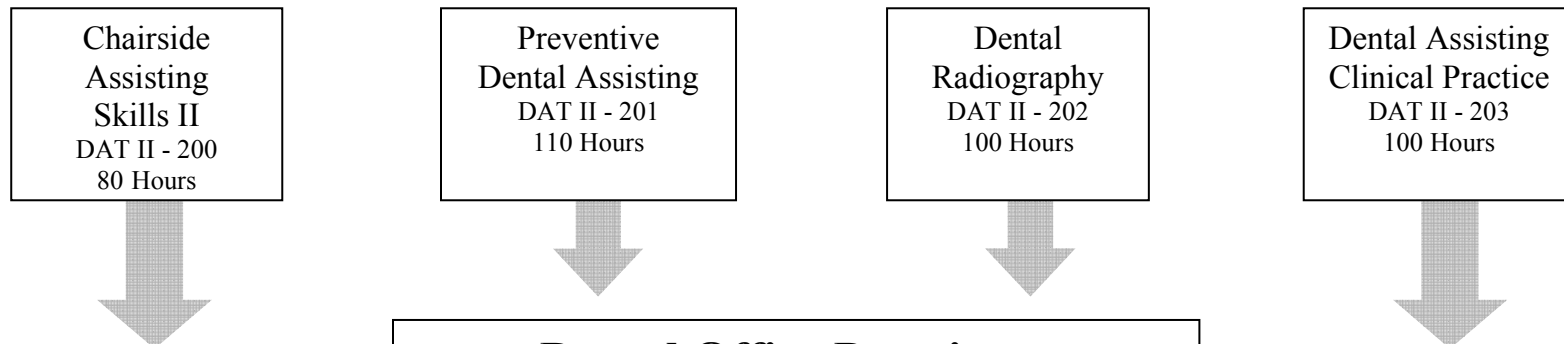 Chairside
Assisting
Skills II
DAT II - 200
80 Hours
Preventive
Dental Assisting
DAT II - 201
110 Hours
Dental
Radiography
DAT II - 202
100 Hours
Dental Assisting
Clinical Practice
DAT II - 203
100 Hours
Dental Office